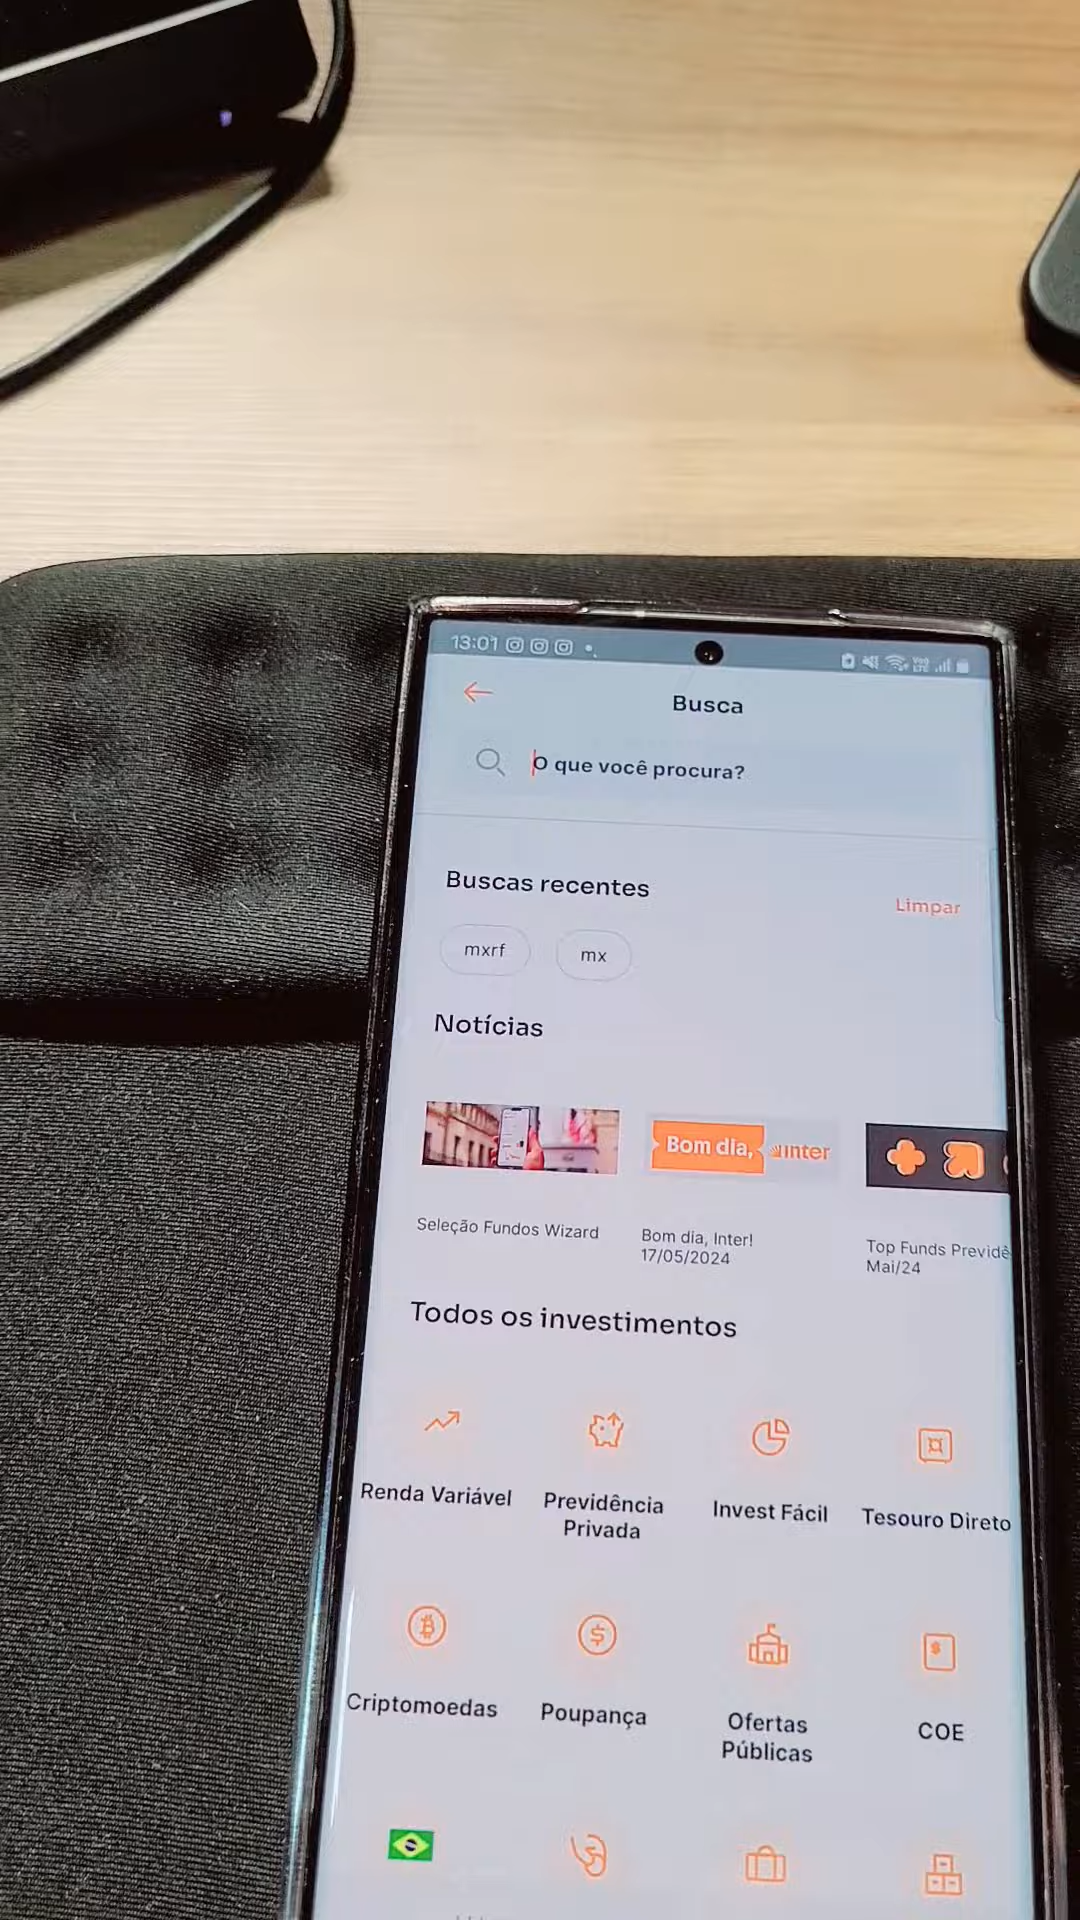 13:01
Busca
O que você procura?
Buscas recentes
Limpar
mxrf
mx
Notícias
Bom dia,
inter
Seleção Fundos Wizard
Bom dia, Inter!
17/05/2024
Top Funds Previdê
Mai/24
Todos os investimentos
Renda Variável
Previdência
Privada
Invest Fácil
Tesouro Direto
Criptomoedas
Poupança
Ofertas
Públicas
COE